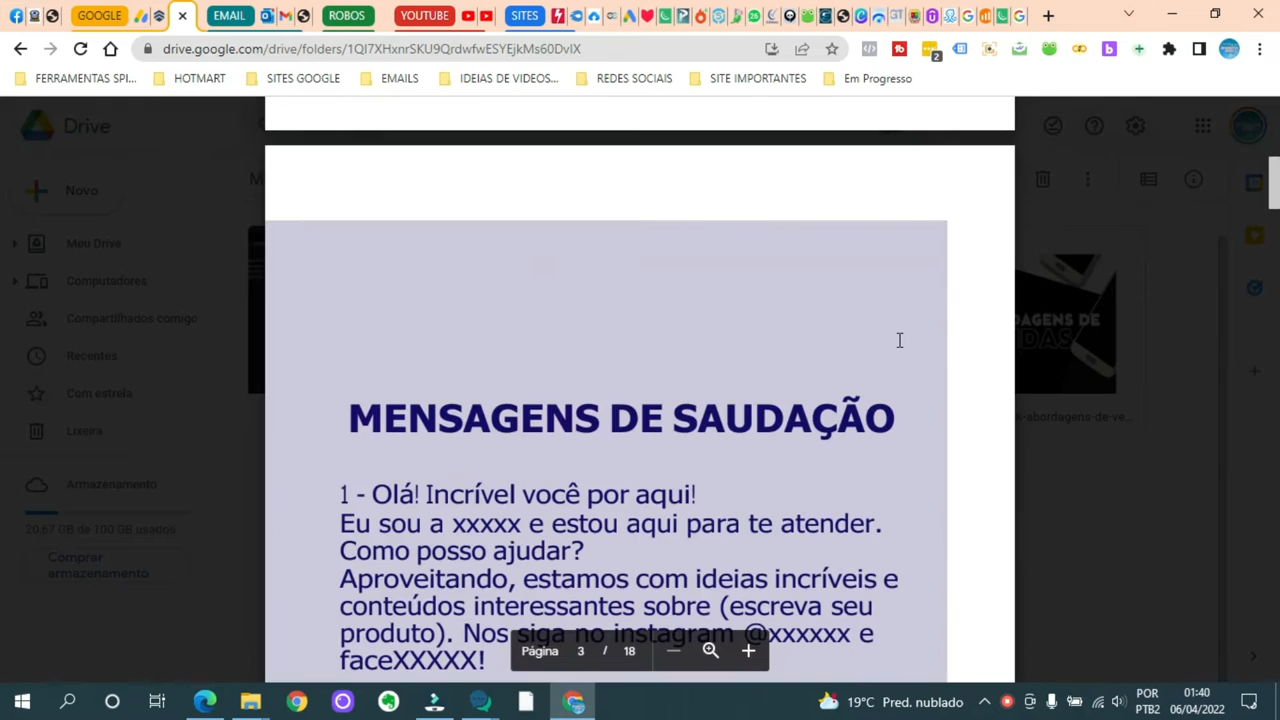 GOOGLE
EMAIL
ROBOS
YOUTUBE
SITES
drive.google.com/drive/folders/1QI7XHxnrSKU9QrdwfwESYEjkMs60DvIX
FERRAMENTAS SPI...
HOTMART
SITES GOOGLE
EMAILS
IDEIAS DE VIDEOS...
REDES SOCIAIS
SITE IMPORTANTES
Em Progresso
Drive
Novo
Meu Drive
Computadores
Compartilhados comigo
Recentes
Com estrela
Lixeira
Armazenamento
20,67 GB de 100 GB usados
Comprar
armazenamento
MENSAGENS DE SAUDAÇÃO
1 - Olá! Incrível você por aqui!
Eu sou a xxxxx e estou aqui para te atender.
Como posso ajudar?
Aproveitando, estamos com ideias incríveis e
conteúdos interessantes sobre (escreva seu
produto). Nos siga no instagram @xxxxxx e
faceXXXXX!
Página 3 / 18
DAGENS DE
k-abordagens-de-ve...
19°C Pred. nublado
POR
PTB2
01:40
06/04/2022